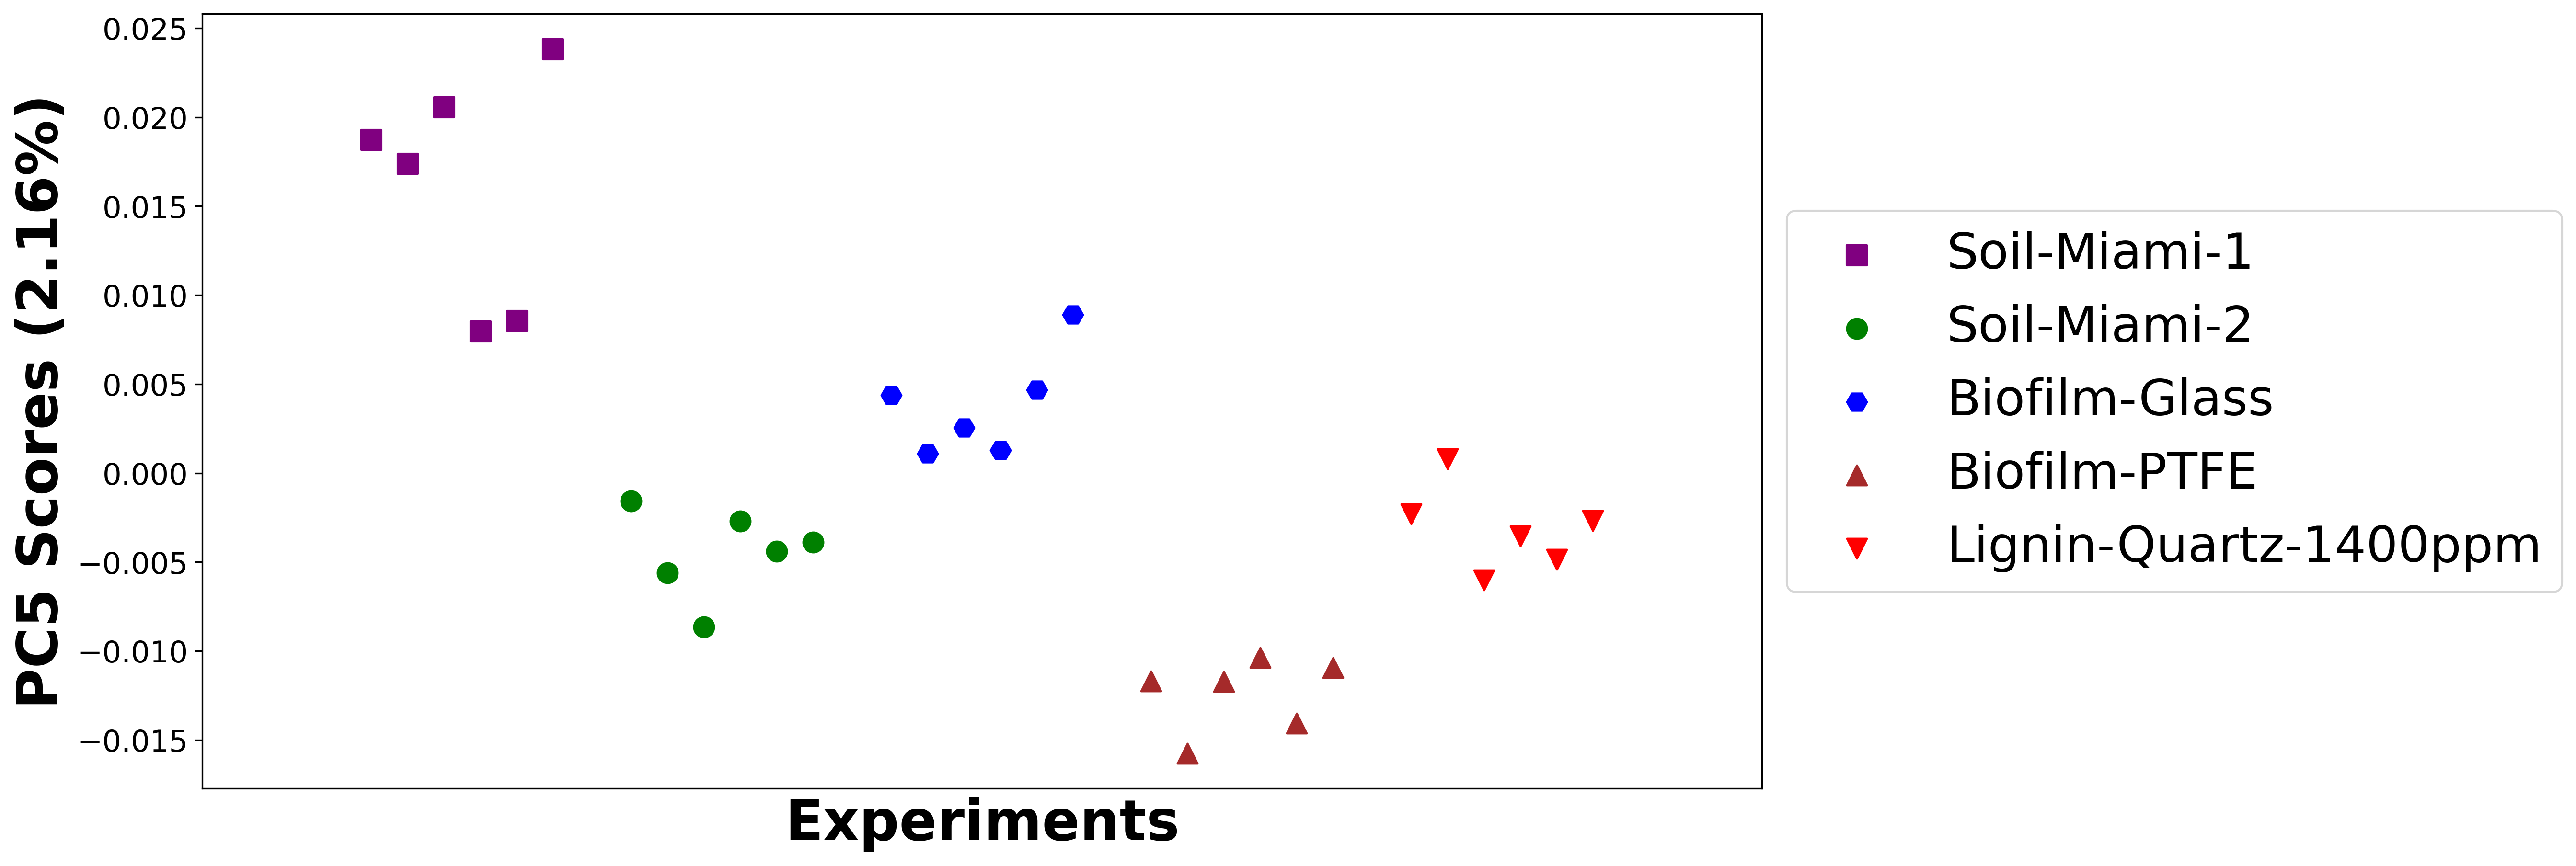 PC5 Scores (2.16%)
0.025
0.020
0.015
0.010
0.005
0.000
−0.005
−0.010
−0.015
Experiments
Soil-Miami-1
Soil-Miami-2
Biofilm-Glass
Biofilm-PTFE
Lignin-Quartz-1400ppm